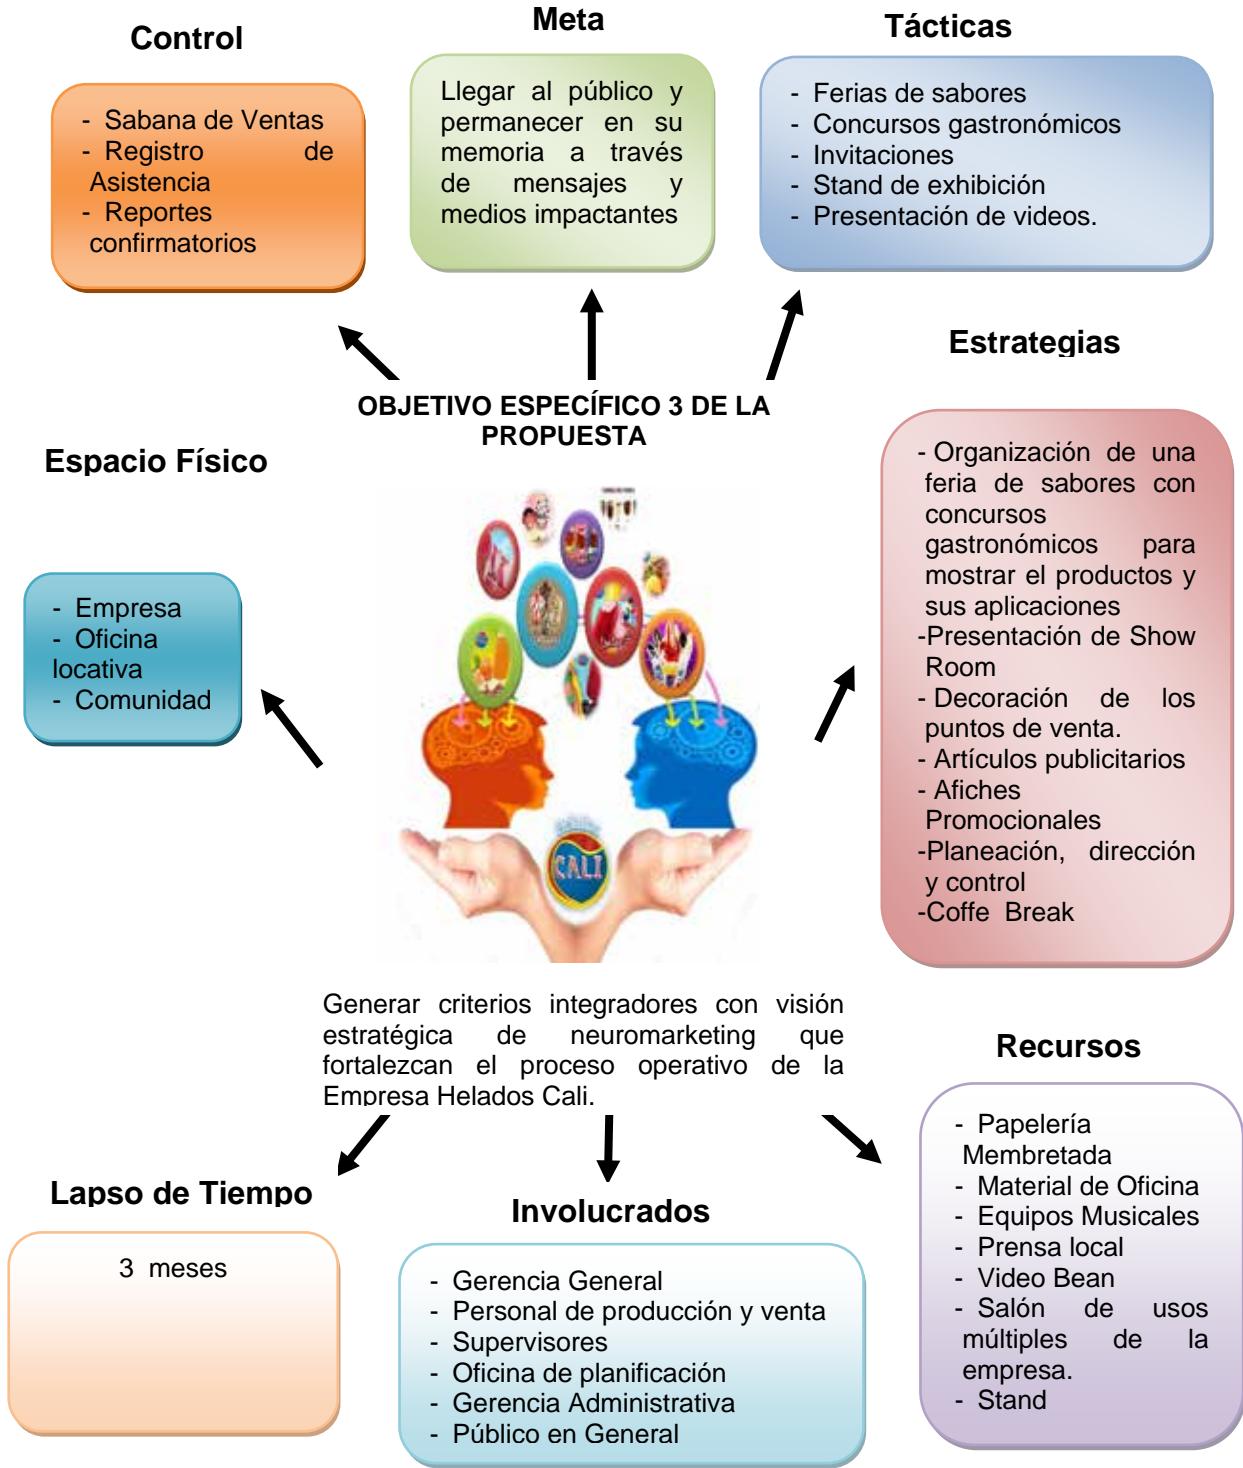 Control
- Sabana de Ventas
- Registro de
Asistencia
- Reportes
confirmatorios
Meta
Llegar al público y
permanecer en su
memoria a través
de mensajes y
medios impactantes
Tácticas
- Ferias de sabores
- Concursos gastronómicos
- Invitaciones
- Stand de exhibición
- Presentación de videos.
OBJETIVO ESPECÍFICO 3 DE LA
PROPUESTA
Estrategias
- Organización de una
feria de sabores con
concursos
gastronómicos para
mostrar el productos y
sus aplicaciones
-Presentación de Show
Room
- Decoración de los
puntos de venta.
- Artículos publicitarios
- Afiches
Promocionales
-Planeación, dirección
y control
-Coffe Break
Espacio Físico
- Empresa
- Oficina
locativa
- Comunidad
CALI
Generar criterios integradores con visión
estratégica de neuromarketing que
fortalezcan el proceso operativo de la
Empresa Helados Cali.
Recursos
- Papelería
Membretada
- Material de Oficina
- Equipos Musicales
- Prensa local
- Video Bean
- Salón de usos
múltiples de la
empresa.
- Stand
Lapso de Tiempo
3 meses
Involucrados
- Gerencia General
- Personal de producción y venta
- Supervisores
- Oficina de planificación
- Gerencia Administrativa
- Público en General